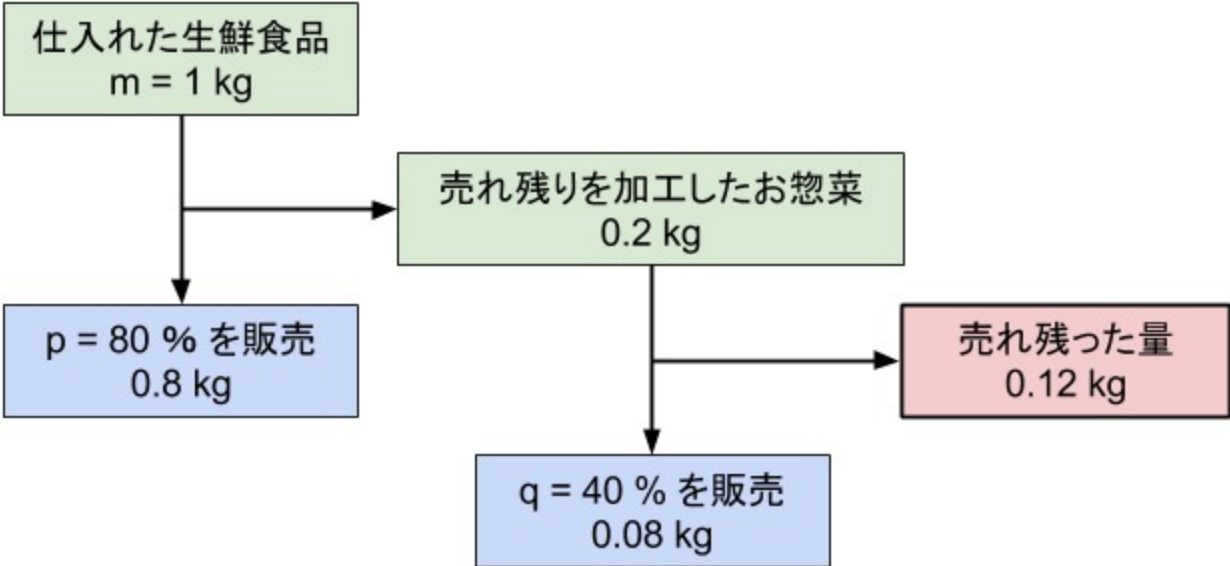 仕入れた生鮮食品
m = 1 kg
売れ残りを加工したお惣菜
0.2 kg
p = 80 % を販売
0.8 kg
売れ残った量
0.12 kg
q = 40 % を販売
0.08 kg